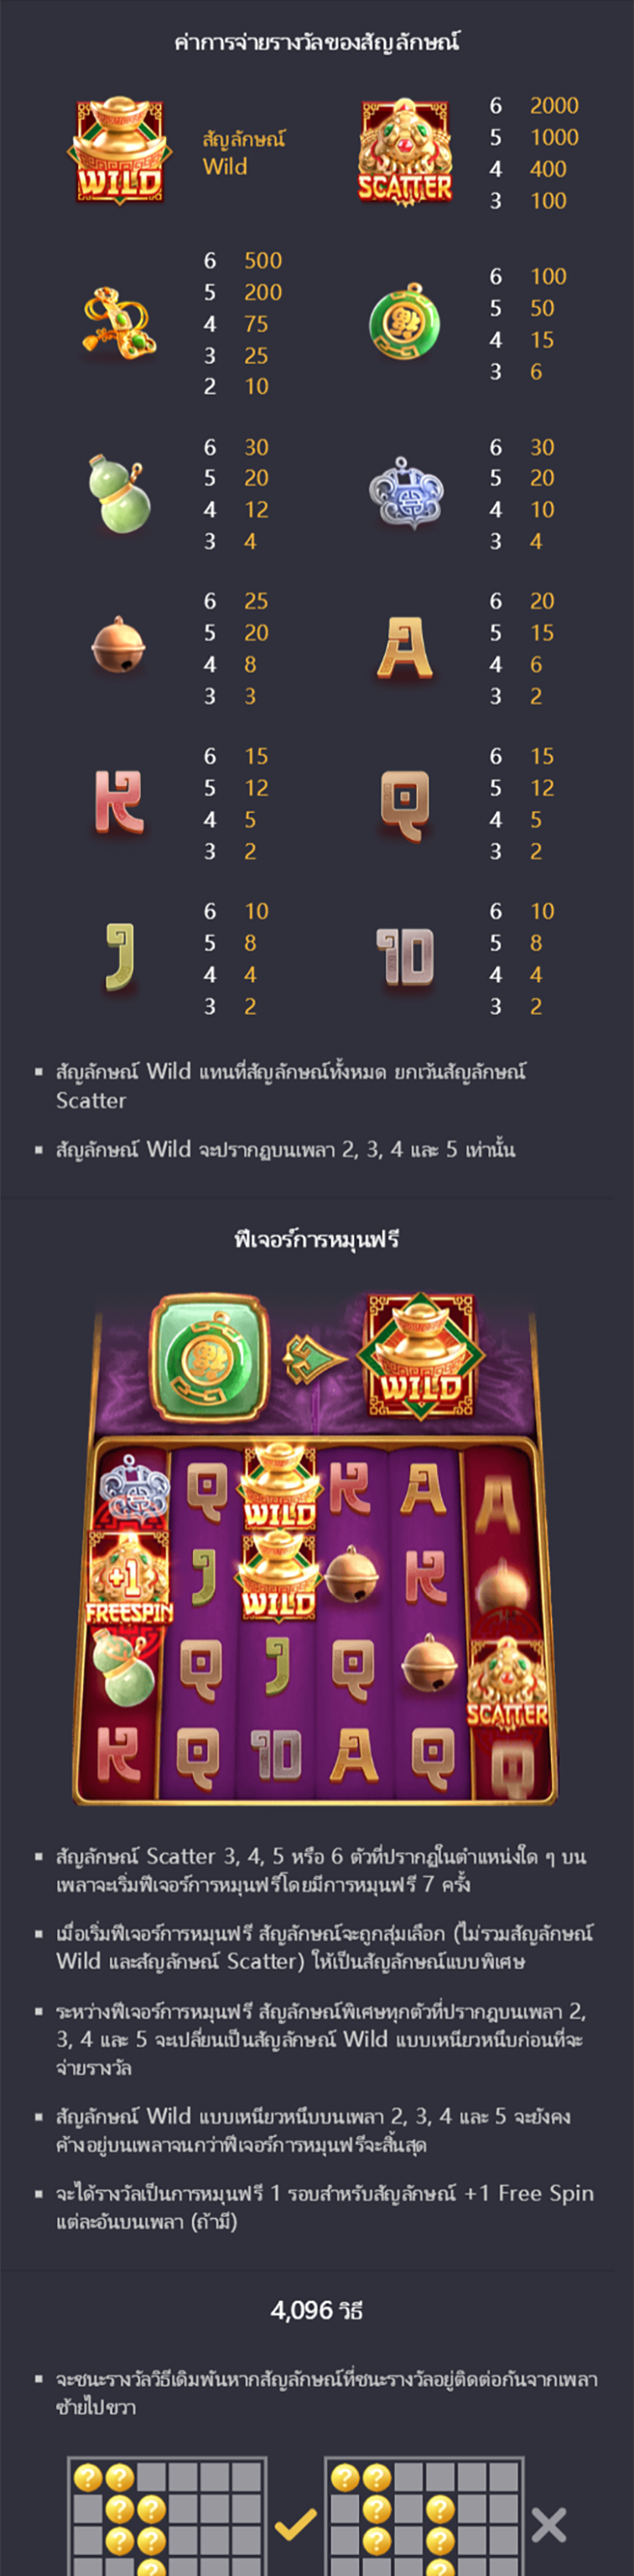 ค่าการจ่ายรางวัลของสัญลักษณ์
WILD
สัญลักษณ์
Wild
SCATTER
6 2000
5 1000
4 400
3 100
6 500
5 200
4 75
3 25
2 10
6 100
5 50
4 15
3 6
6 30
5 20
4 12
3 4
6 30
5 20
4 10
3 4
6 25
5 20
4 8
3 3
A
6 20
5 15
4 6
3 2
K
6 15
5 12
4 5
3 2
Q
6 15
5 12
4 5
3 2
J
6 10
5 8
4 4
3 2
10
6 10
5 8
4 4
3 2
สัญลักษณ์ Wild แทนที่สัญลักษณ์ทั้งหมด ยกเว้นสัญลักษณ์
Scatter
สัญลักษณ์ Wild จะปรากฏบนเพลา 2, 3, 4 และ 5 เท่านั้น
ฟีเจอร์การหมุนฟรี
WILD
Q WILD K A A
+1
FREESPIN J WILD K
Q J Q SCATTER
K Q 10 A Q Q
สัญลักษณ์ Scatter 3, 4, 5 หรือ 6 ตัวที่ปรากฏในตำแหน่งใด ๆ บน
เพลาจะเริ่มฟีเจอร์การหมุนฟรีโดยมีการหมุนฟรี 7 ครั้ง
เมื่อเริ่มฟีเจอร์การหมุนฟรี สัญลักษณ์จะถูกสุ่มเลือก (ไม่รวมสัญลักษณ์
Wild และสัญลักษณ์ Scatter) ให้เป็นสัญลักษณ์แบบพิเศษ
ระหว่างฟีเจอร์การหมุนฟรี สัญลักษณ์พิเศษทุกตัวที่ปรากฏบนเพลา 2,
3, 4 และ 5 จะเปลี่ยนเป็นสัญลักษณ์ Wild แบบเหนียวหนึบก่อนที่จะ
จ่ายรางวัล
สัญลักษณ์ Wild แบบเหนียวหนึบบนเพลา 2, 3, 4 และ 5 จะยังคง
ค้างอยู่บนเพลาจนกว่าฟีเจอร์การหมุนฟรีจะสิ้นสุด
จะได้รางวัลเป็นการหมุนฟรี 1 รอบสำหรับสัญลักษณ์ +1 Free Spin
แต่ละอันบนเพลา (ถ้ามี)
4,096 วิธี
จะชนะรางวัลวิธีเดิมพันหากสัญลักษณ์ที่ชนะรางวัลอยู่ติดต่อกันจากเพลา
ซ้ายไปขวา
? ? ? ?
? ? ? ?
? ? ? ?
? ?